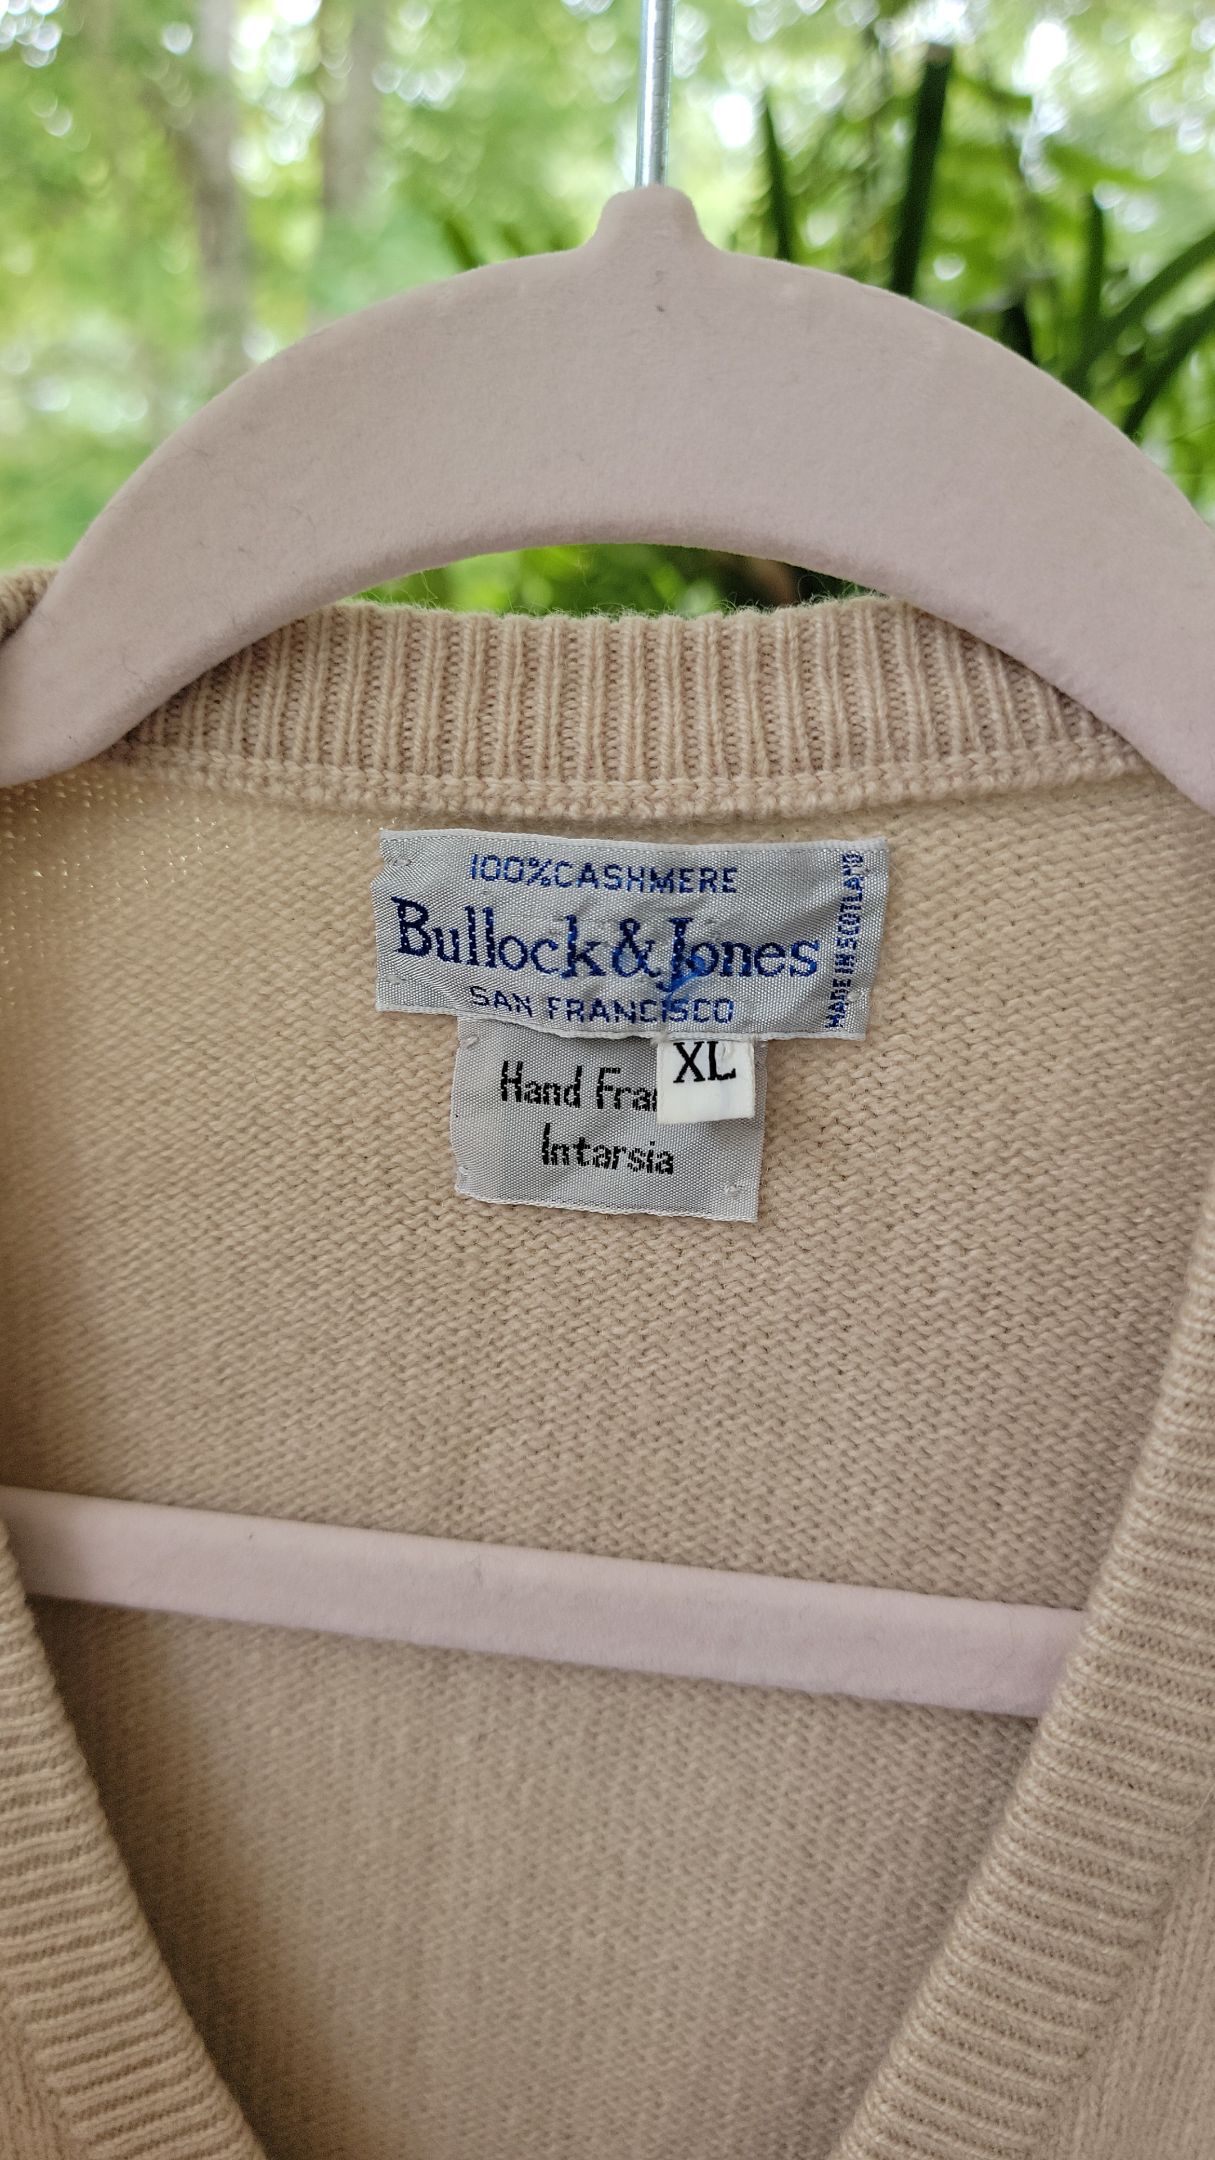 100% CASHMERE
Bullock & Jones
SAN FRANCISCO
MADE IN SCOTLAND
XL
Hand Fra
Intarsia